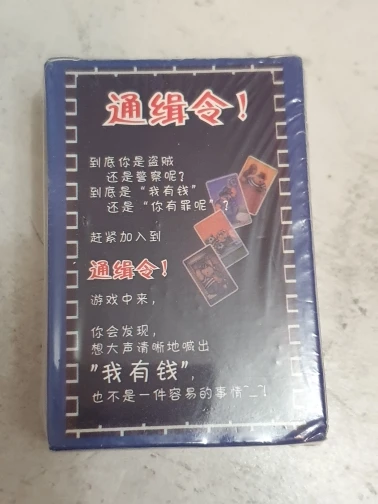 通缉令！
到底你是盗贼
还是警察呢？
到底是“我有钱”
还是“你有罪呢”？
赶紧加入到
通缉令！
游戏中来，
你会发现，
想大声清晰地喊出
”我有钱”，
也不是一件容易的事情^_^!